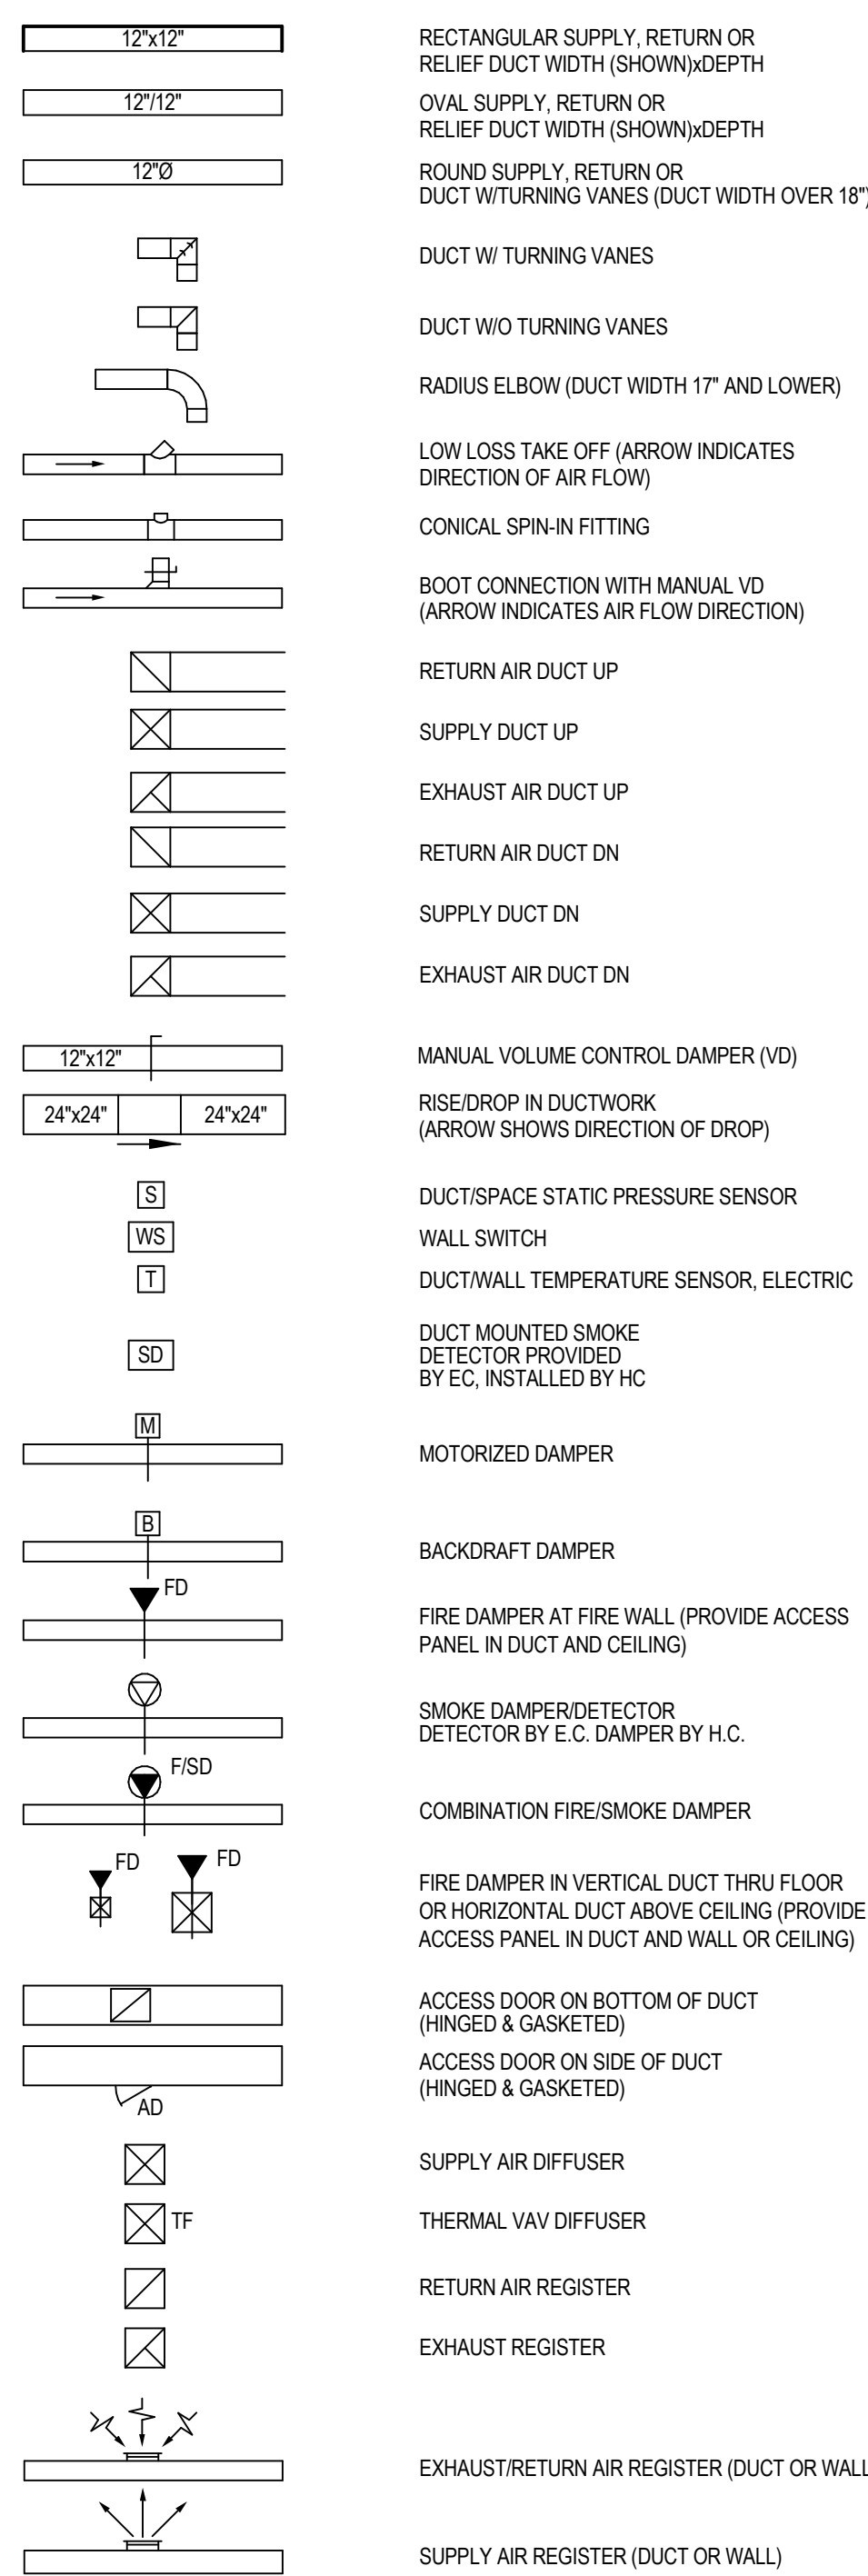 12"x12"
RECTANGULAR SUPPLY, RETURN OR
RELIEF DUCT WIDTH (SHOWN)xDEPTH
12"/12"
OVAL SUPPLY, RETURN OR
RELIEF DUCT WIDTH (SHOWN)xDEPTH
12"Ø
ROUND SUPPLY, RETURN OR
DUCT W/TURNING VANES (DUCT WIDTH OVER 18")
DUCT W/ TURNING VANES
DUCT W/O TURNING VANES
RADIUS ELBOW (DUCT WIDTH 17" AND LOWER)
LOW LOSS TAKE OFF (ARROW INDICATES
DIRECTION OF AIR FLOW)
CONICAL SPIN-IN FITTING
BOOT CONNECTION WITH MANUAL VD
(ARROW INDICATES AIR FLOW DIRECTION)
RETURN AIR DUCT UP
SUPPLY DUCT UP
EXHAUST AIR DUCT UP
RETURN AIR DUCT DN
SUPPLY DUCT DN
EXHAUST AIR DUCT DN
12"x12"
MANUAL VOLUME CONTROL DAMPER (VD)
24"x24" 24"x24"
RISE/DROP IN DUCTWORK
(ARROW SHOWS DIRECTION OF DROP)
S
DUCT/SPACE STATIC PRESSURE SENSOR
WS
WALL SWITCH
T
DUCT/WALL TEMPERATURE SENSOR, ELECTRIC
SD
DUCT MOUNTED SMOKE
DETECTOR PROVIDED
BY EC, INSTALLED BY HC
M
MOTORIZED DAMPER
B
BACKDRAFT DAMPER
FD
FIRE DAMPER AT FIRE WALL (PROVIDE ACCESS
PANEL IN DUCT AND CEILING)
SMOKE DAMPER/DETECTOR
DETECTOR BY E.C. DAMPER BY H.C.
F/SD
COMBINATION FIRE/SMOKE DAMPER
FD FD
FIRE DAMPER IN VERTICAL DUCT THRU FLOOR
OR HORIZONTAL DUCT ABOVE CEILING (PROVIDE
ACCESS PANEL IN DUCT AND WALL OR CEILING)
ACCESS DOOR ON BOTTOM OF DUCT
(HINGED & GASKETED)
ACCESS DOOR ON SIDE OF DUCT
(HINGED & GASKETED)
AD
SUPPLY AIR DIFFUSER
TF
THERMAL VAV DIFFUSER
RETURN AIR REGISTER
EXHAUST REGISTER
EXHAUST/RETURN AIR REGISTER (DUCT OR WALL
SUPPLY AIR REGISTER (DUCT OR WALL)